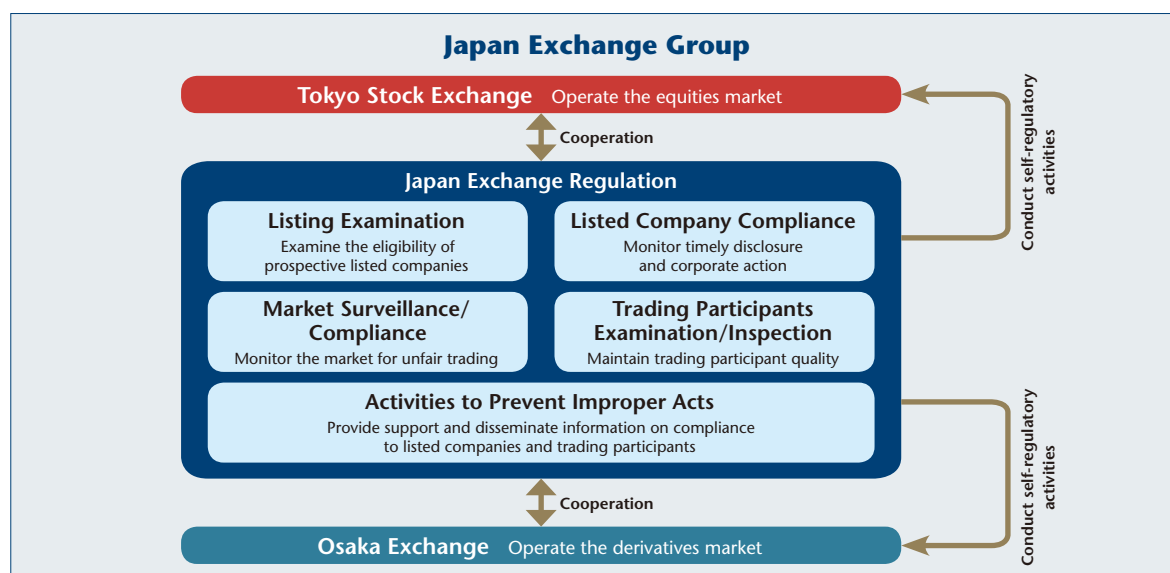 Japan Exchange Group
Tokyo Stock Exchange Operate the equities market
Cooperation
Japan Exchange Regulation
Listing Examination
Examine the eligibility of
prospective listed companies
Listed Company Compliance
Monitor timely disclosure
and corporate action
Market Surveillance/
Compliance
Monitor the market for unfair trading
Trading Participants
Examination/Inspection
Maintain trading participant quality
Activities to Prevent Improper Acts
Provide support and disseminate information on compliance
to listed companies and trading participants
Cooperation
Osaka Exchange Operate the derivatives market
Conduct self-regulatory
activities
Conduct self-regulatory
activities